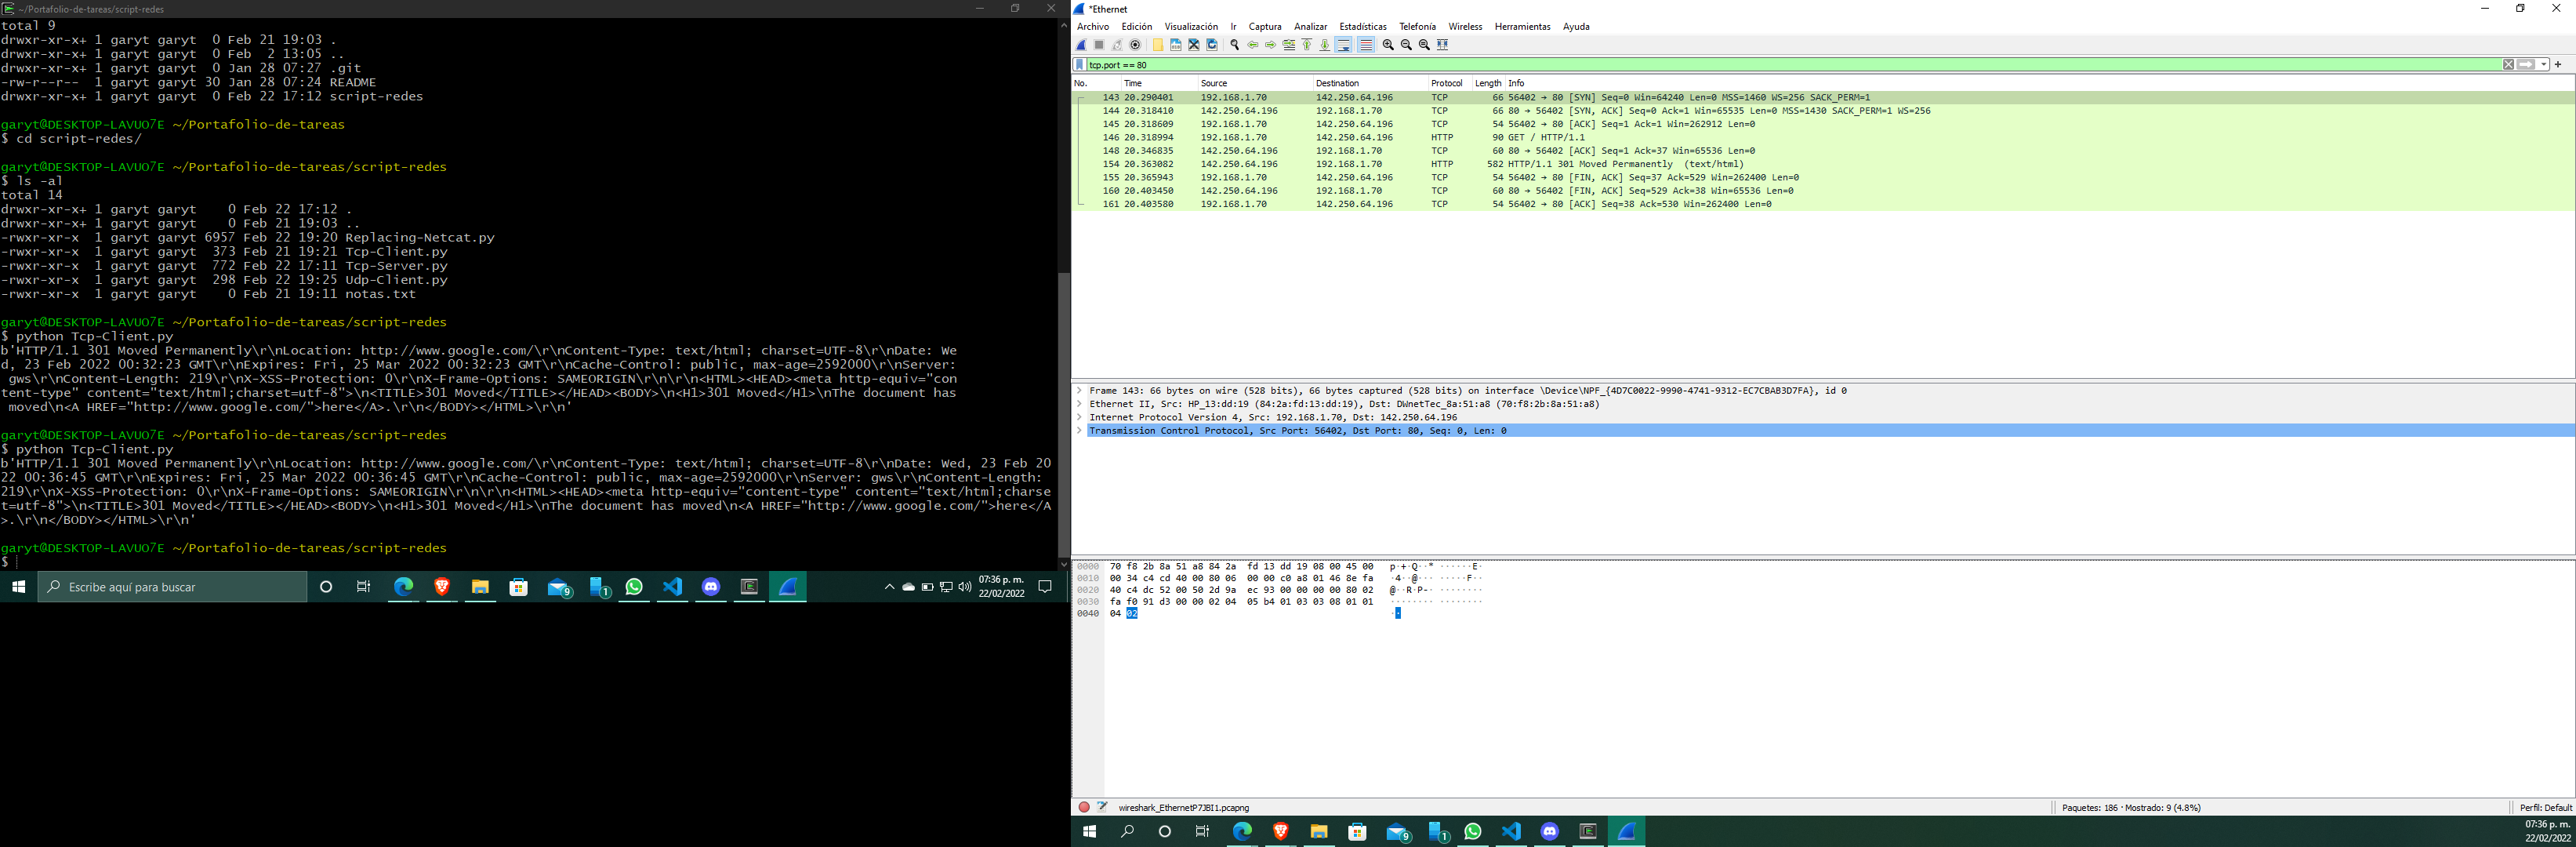 ~/Portafolio-de-tareas/script-redes
total 9
drwxr-xr-x+ 1 garyt garyt  0 Feb 21 19:03 .
drwxr-xr-x+ 1 garyt garyt  0 Feb  2 13:05 ..
drwxr-xr-x+ 1 garyt garyt  0 Jan 28 07:27 .git
-rw-r--r--  1 garyt garyt 30 Jan 28 07:24 README
drwxr-xr-x+ 1 garyt garyt  0 Feb 22 17:12 script-redes
garyt@DESKTOP-LAVUO7E ~/Portafolio-de-tareas
$ cd script-redes/
garyt@DESKTOP-LAVUO7E ~/Portafolio-de-tareas/script-redes
$ ls -al
total 14
drwxr-xr-x+ 1 garyt garyt    0 Feb 22 17:12 .
drwxr-xr-x+ 1 garyt garyt    0 Feb 21 19:03 ..
-rwxr-xr-x  1 garyt garyt 6957 Feb 22 19:20 Replacing-Netcat.py
-rwxr-xr-x  1 garyt garyt  373 Feb 21 19:21 Tcp-Client.py
-rwxr-xr-x  1 garyt garyt  772 Feb 22 17:11 Tcp-Server.py
-rwxr-xr-x  1 garyt garyt  298 Feb 22 19:25 Udp-Client.py
-rwxr-xr-x  1 garyt garyt    0 Feb 21 19:11 notas.txt
garyt@DESKTOP-LAVUO7E ~/Portafolio-de-tareas/script-redes
$ python Tcp-Client.py
b'HTTP/1.1 301 Moved Permanently\r\nLocation: http://www.google.com/\r\nContent-Type: text/html; charset=UTF-8\r\nDate: We
d, 23 Feb 2022 00:32:23 GMT\r\nExpires: Fri, 25 Mar 2022 00:32:23 GMT\r\nCache-Control: public, max-age=2592000\r\nServer:
 gws\r\nContent-Length: 219\r\nX-XSS-Protection: 0\r\nX-Frame-Options: SAMEORIGIN\r\n\r\n<HTML><HEAD><meta http-equiv="con
tent-type" content="text/html;charset=utf-8">\n<TITLE>301 Moved</TITLE></HEAD><BODY>\n<H1>301 Moved</H1>\nThe document has
 moved\n<A HREF="http://www.google.com/">here</A>.\r\n</BODY></HTML>\r\n'
garyt@DESKTOP-LAVUO7E ~/Portafolio-de-tareas/script-redes
$ python Tcp-Client.py
b'HTTP/1.1 301 Moved Permanently\r\nLocation: http://www.google.com/\r\nContent-Type: text/html; charset=UTF-8\r\nDate: Wed, 23 Feb 20
22 00:36:45 GMT\r\nExpires: Fri, 25 Mar 2022 00:36:45 GMT\r\nCache-Control: public, max-age=2592000\r\nServer: gws\r\nContent-Length: 
219\r\nX-XSS-Protection: 0\r\nX-Frame-Options: SAMEORIGIN\r\n\r\n<HTML><HEAD><meta http-equiv="content-type" content="text/html;charse
t=utf-8">\n<TITLE>301 Moved</TITLE></HEAD><BODY>\n<H1>301 Moved</H1>\nThe document has moved\n<A HREF="http://www.google.com/">here</A
>.\r\n</BODY></HTML>\r\n'
garyt@DESKTOP-LAVUO7E ~/Portafolio-de-tareas/script-redes
$
Escribe aquí para buscar
9
1
07:36 p. m.
22/02/2022
*Ethernet
Archivo Edición Visualización Ir Captura Analizar Estadísticas Telefonía Wireless Herramientas Ayuda
tcp.port == 80
No. Time Source Destination Protocol Length Info
143 20.290401 192.168.1.70 142.250.64.196 TCP 66 56402 → 80 [SYN] Seq=0 Win=64240 Len=0 MSS=1460 WS=256 SACK_PERM=1
144 20.318410 142.250.64.196 192.168.1.70 TCP 66 80 → 56402 [SYN, ACK] Seq=0 Ack=1 Win=65535 Len=0 MSS=1430 SACK_PERM=1 WS=256
145 20.318609 192.168.1.70 142.250.64.196 TCP 54 56402 → 80 [ACK] Seq=1 Ack=1 Win=262912 Len=0
146 20.318994 192.168.1.70 142.250.64.196 HTTP 90 GET / HTTP/1.1
148 20.346835 142.250.64.196 192.168.1.70 TCP 60 80 → 56402 [ACK] Seq=1 Ack=37 Win=65536 Len=0
154 20.363082 142.250.64.196 192.168.1.70 HTTP 582 HTTP/1.1 301 Moved Permanently  (text/html)
155 20.365943 192.168.1.70 142.250.64.196 TCP 54 56402 → 80 [FIN, ACK] Seq=37 Ack=529 Win=262400 Len=0
160 20.403450 142.250.64.196 192.168.1.70 TCP 60 80 → 56402 [FIN, ACK] Seq=529 Ack=38 Win=65536 Len=0
161 20.403580 192.168.1.70 142.250.64.196 TCP 54 56402 → 80 [ACK] Seq=38 Ack=530 Win=262400 Len=0
Frame 143: 66 bytes on wire (528 bits), 66 bytes captured (528 bits) on interface \Device\NPF_{4D7C0022-9990-4741-9312-EC7CBAB3D7FA}, id 0
Ethernet II, Src: HP_13:dd:19 (84:2a:fd:13:dd:19), Dst: DWnetTec_8a:51:a8 (70:f8:2b:8a:51:a8)
Internet Protocol Version 4, Src: 192.168.1.70, Dst: 142.250.64.196
Transmission Control Protocol, Src Port: 56402, Dst Port: 80, Seq: 0, Len: 0
0000 70 f8 2b 8a 51 a8 84 2a fd 13 dd 19 08 00 45 00 p·+·Q··* ······E·
0010 00 34 c4 cd 40 00 80 06 00 00 c0 a8 01 46 8e fa ·4··@··· ·····F··
0020 40 c4 dc 52 00 50 2d 9a ec 93 00 00 00 00 80 02 @··R·P-· ········
0030 fa f0 91 d3 00 00 02 04 05 b4 01 03 03 08 01 01 ········ ········
0040 04 02 ··
wireshark_EthernetP7JBI1.pcapng
Paquetes: 186 · Mostrado: 9 (4.8%)
Perfil: Default
9
1
07:36 p. m.
22/02/2022